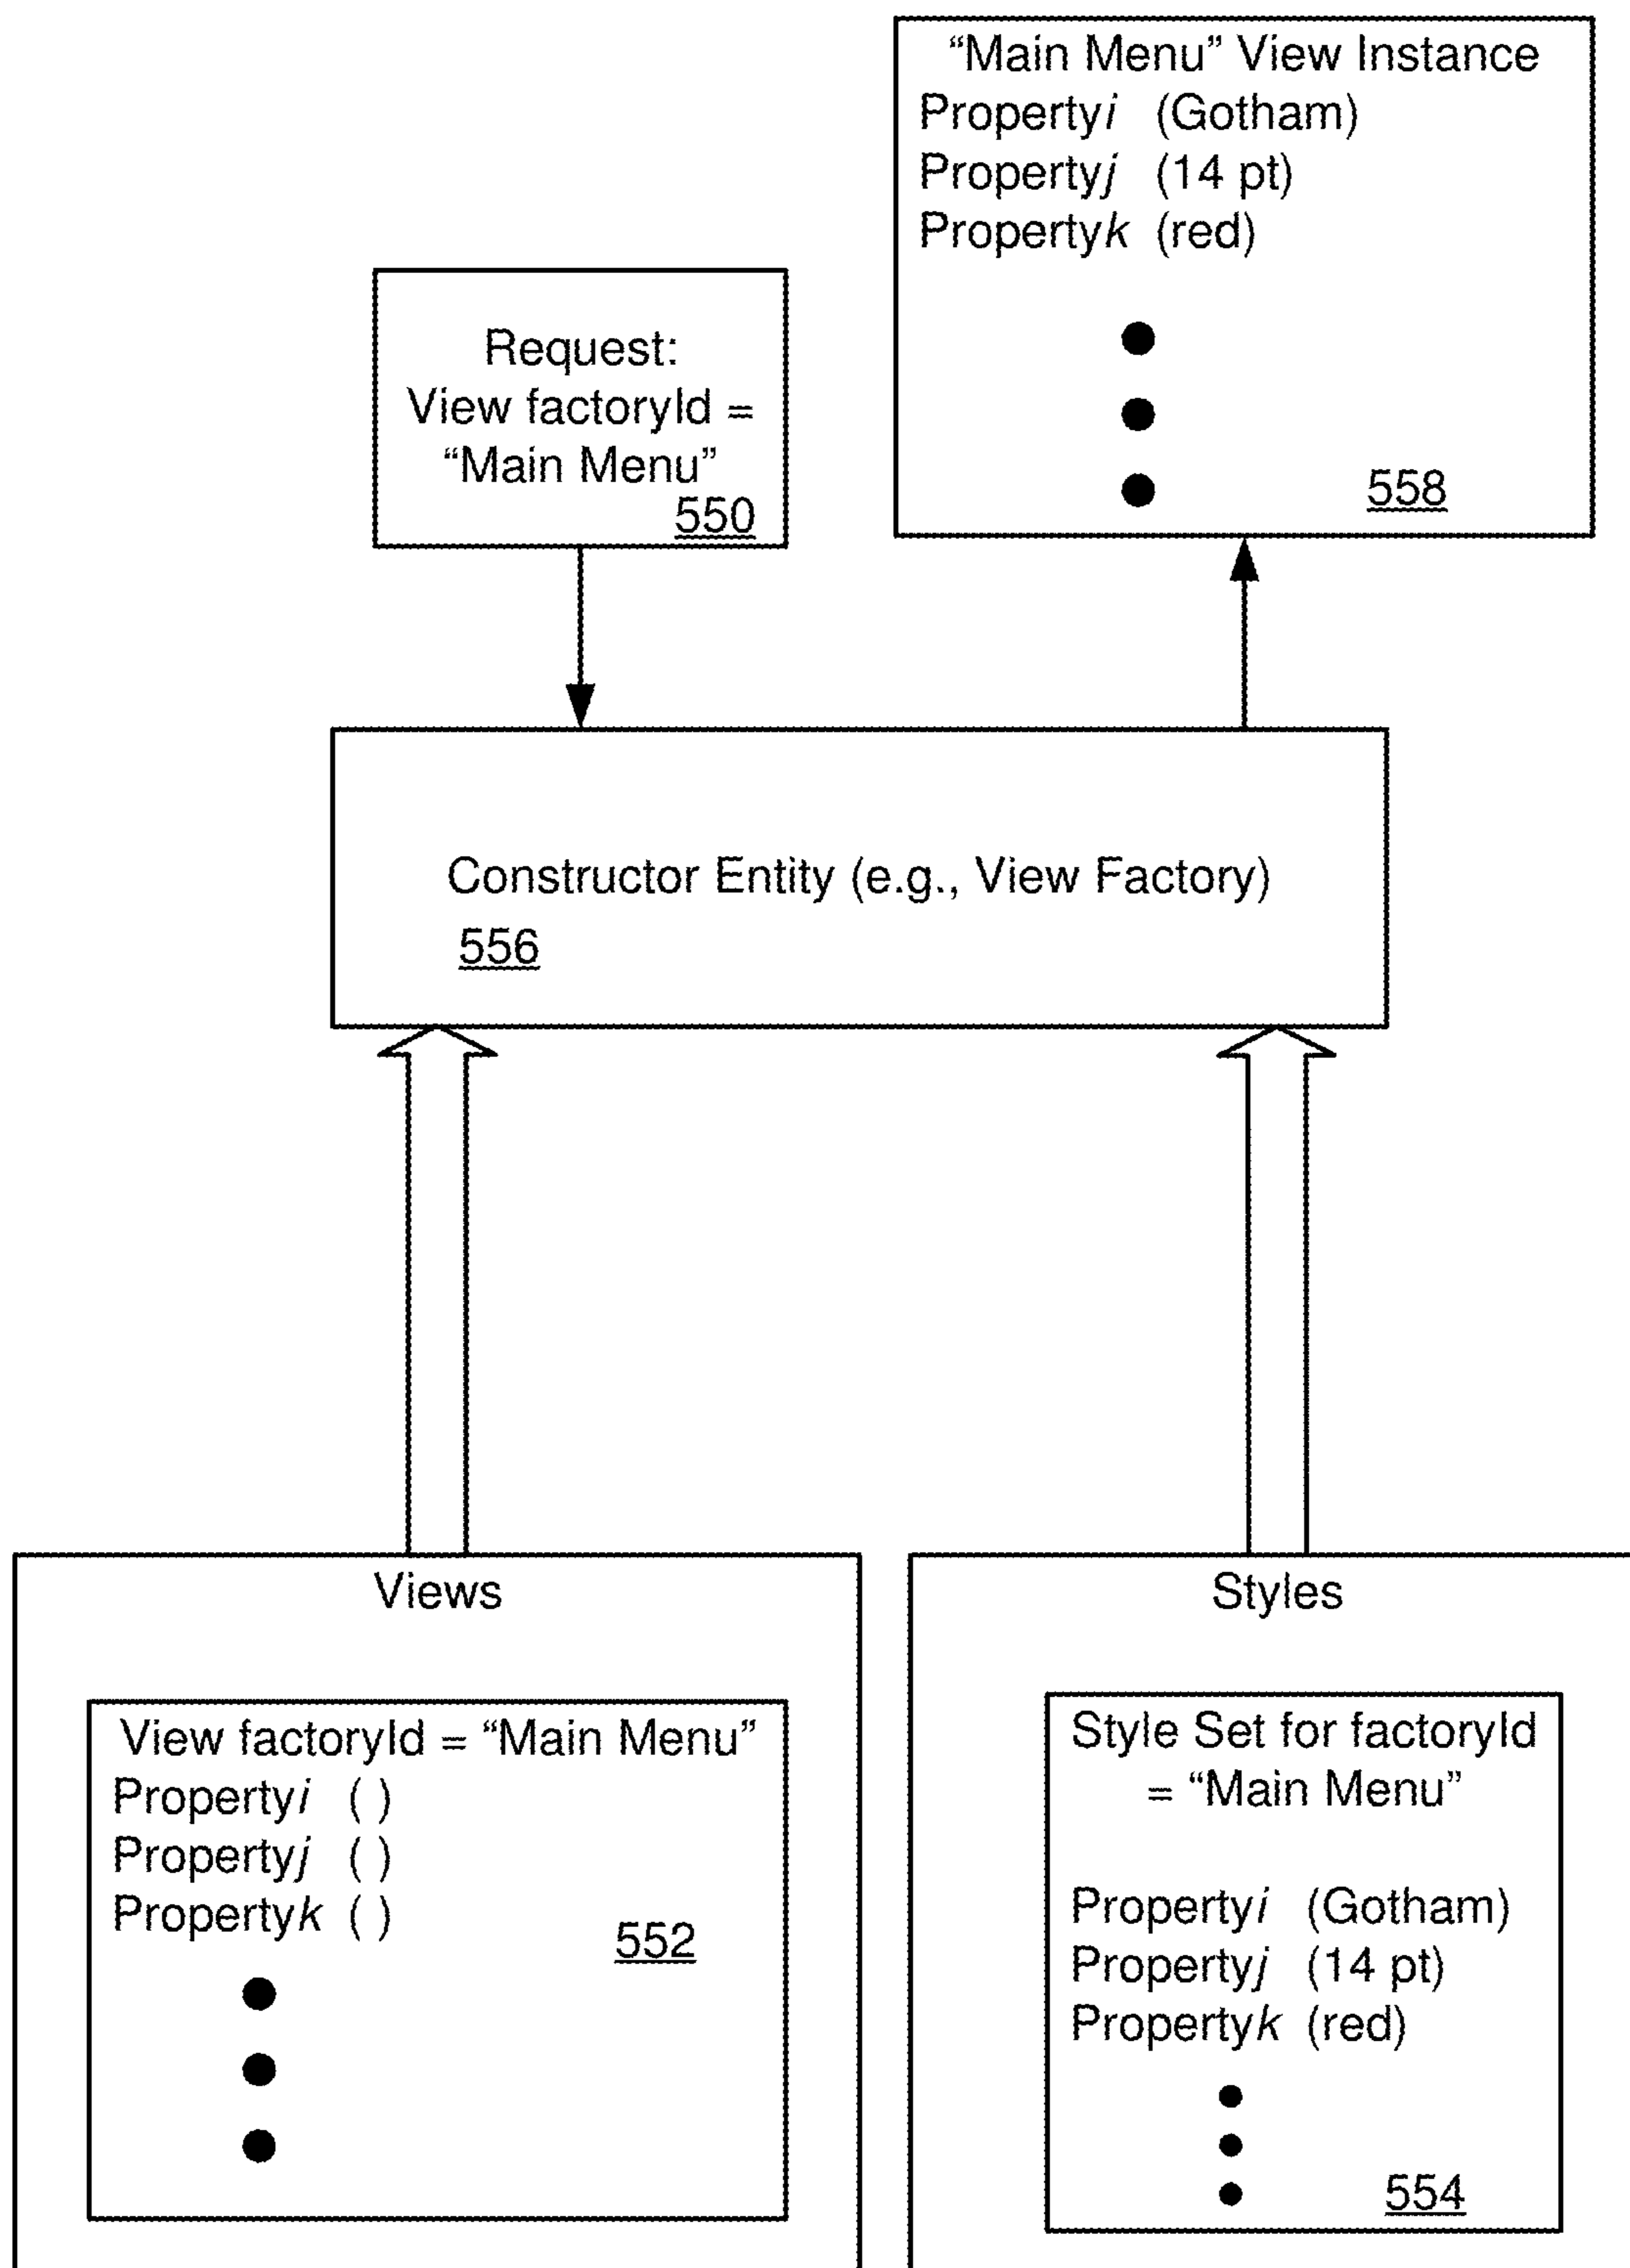 “Main Menu” View Instance
Propertyi (Gotham)
Propertyj (14 pt)
Propertyk (red)
558
Request:
View factoryId =
“Main Menu”
550
Constructor Entity (e.g., View Factory)
556
Views
View factoryId = “Main Menu”
Propertyi ( )
Propertyj ( )
Propertyk ( )
552
Styles
Style Set for factoryId
= “Main Menu”
Propertyi (Gotham)
Propertyj (14 pt)
Propertyk (red)
554